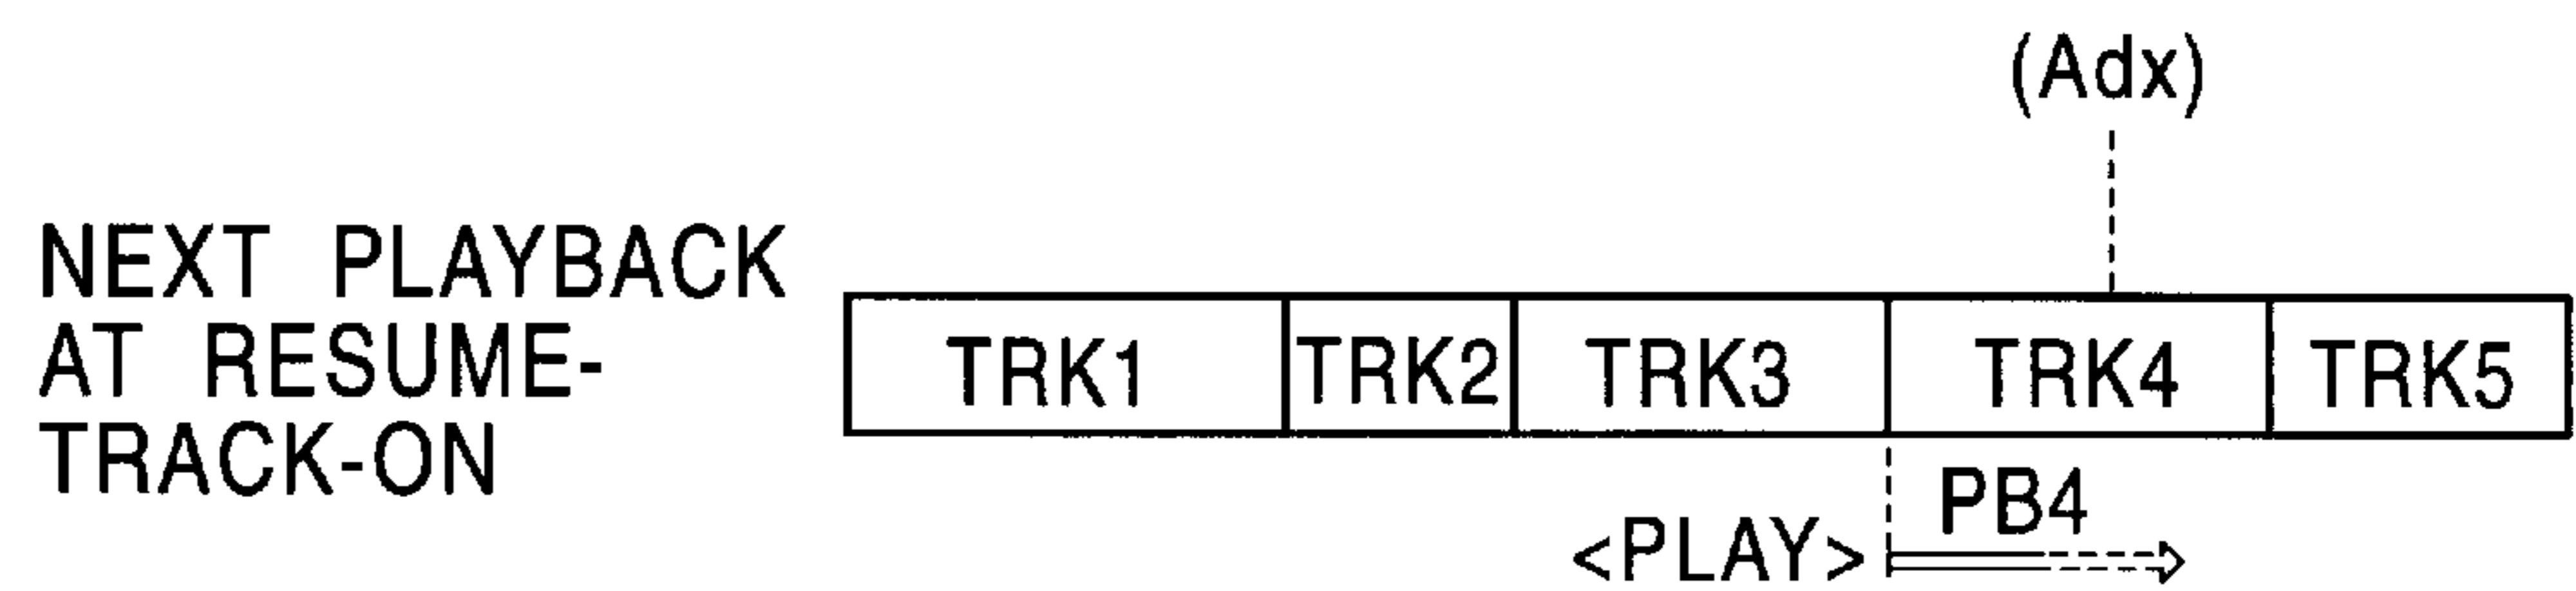 (Adx)
NEXT PLAYBACK
AT RESUME-
TRACK-ON
TRK1 TRK2 TRK3 TRK4 TRK5
PB4
<PLAY>